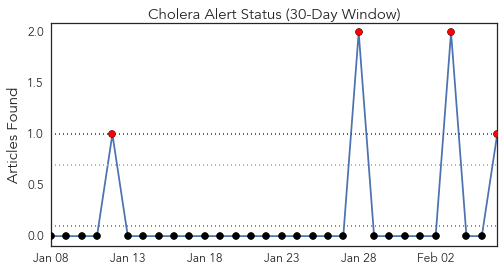 Cholera Alert Status (30-Day Window)
Articles Found
2.0
1.5
1.0
0.5
0.0
Jan 08 Jan 13 Jan 18 Jan 23 Jan 28 Feb 02